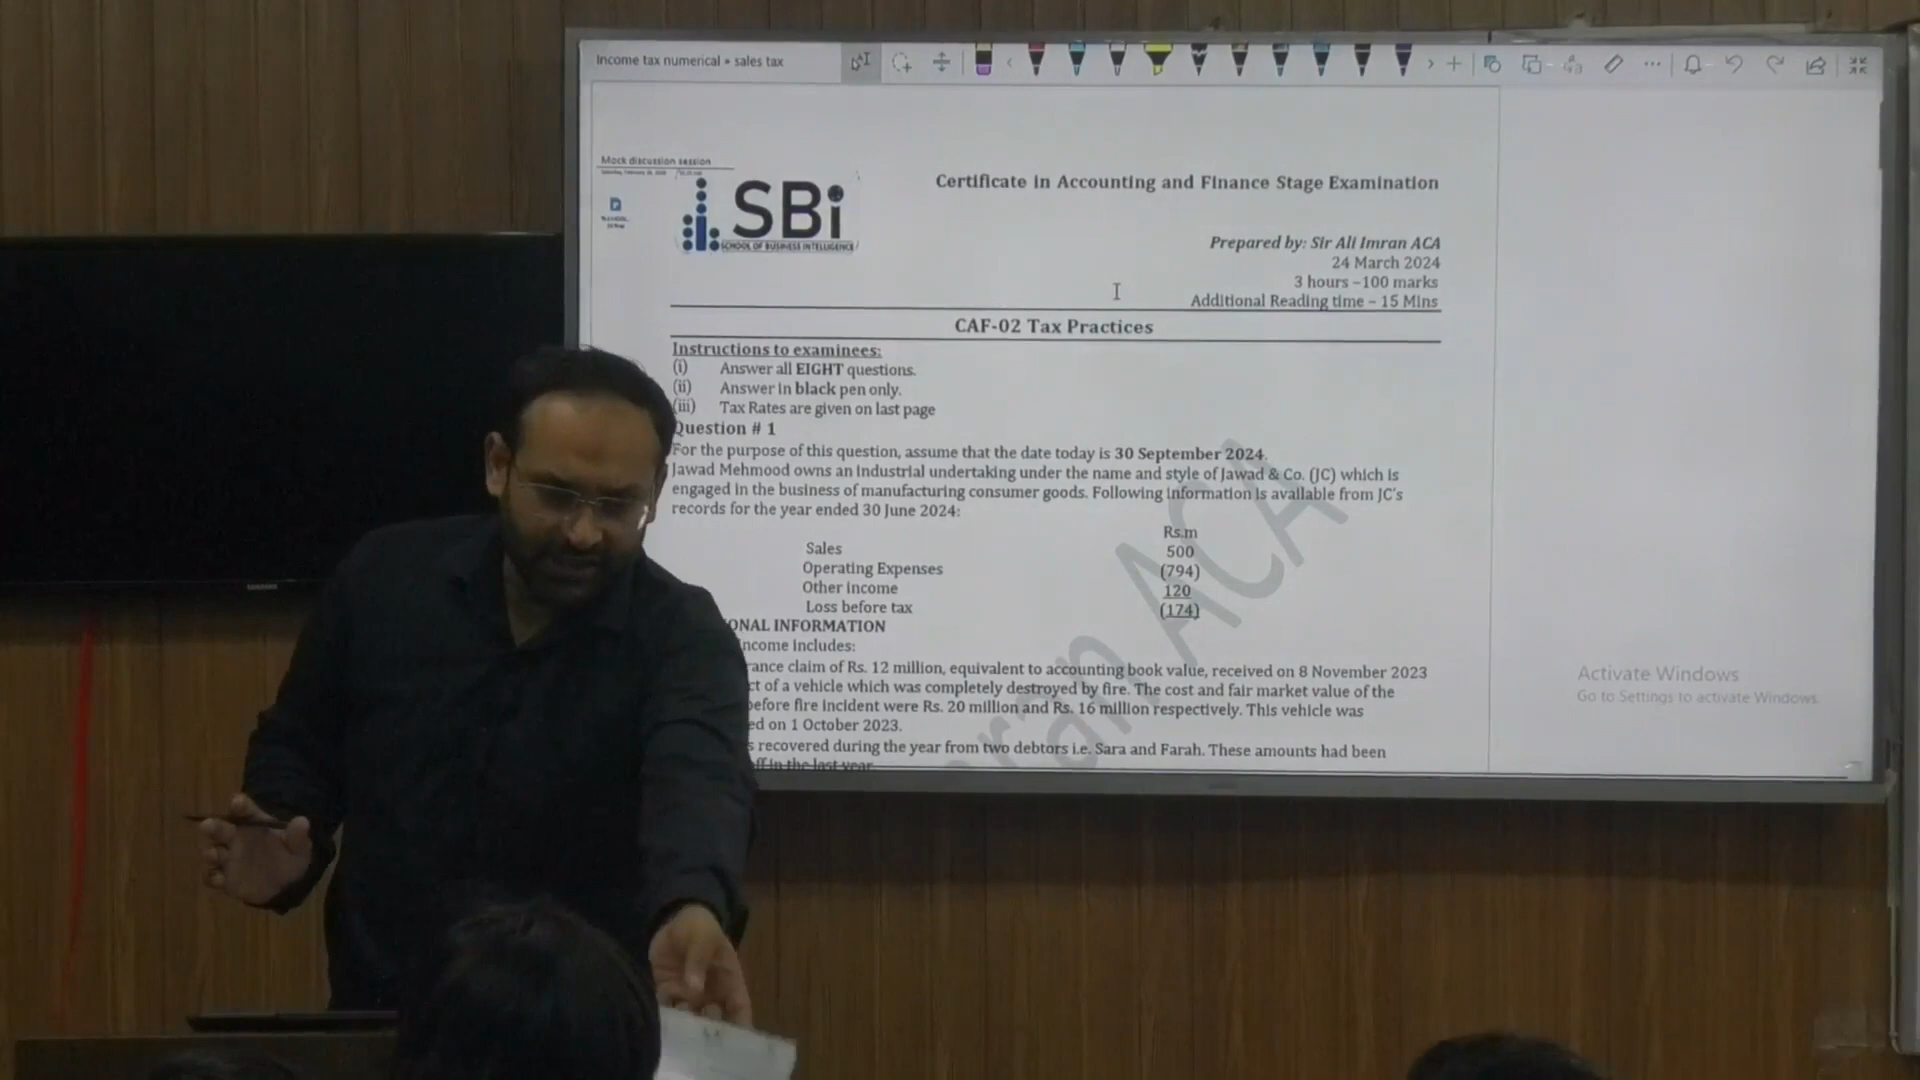 Income tax numerical + sales tax
Mock discussion session
SBi
SCHOOL OF BUSINESS INTELLIGENCE
Certificate in Accounting and Finance Stage Examination
Prepared by: Sir Ali Imran ACA
24 March 2024
3 hours –100 marks
Additional Reading time – 15 Mins
CAF-02 Tax Practices
Instructions to examinees:
(i) Answer all EIGHT questions.
(ii) Answer in black pen only.
(iii) Tax Rates are given on last page
Question # 1
For the purpose of this question, assume that the date today is 30 September 2024.
Jawad Mehmood owns an industrial undertaking under the name and style of Jawad & Co. (JC) which is
engaged in the business of manufacturing consumer goods. Following information is available from JC's
records for the year ended 30 June 2024:
Rs.m
Sales 500
Operating Expenses (794)
Other income 120
Loss before tax (174)
ONAL INFORMATION
ncome includes:
rance claim of Rs. 12 million, equivalent to accounting book value, received on 8 November 2023
ct of a vehicle which was completely destroyed by fire. The cost and fair market value of the
before fire incident were Rs. 20 million and Rs. 16 million respectively. This vehicle was
ed on 1 October 2023.
s recovered during the year from two debtors i.e. Sara and Farah. These amounts had been
ff in the last year.
ran ACA
Activate Windows
Go to Settings to activate Windows.